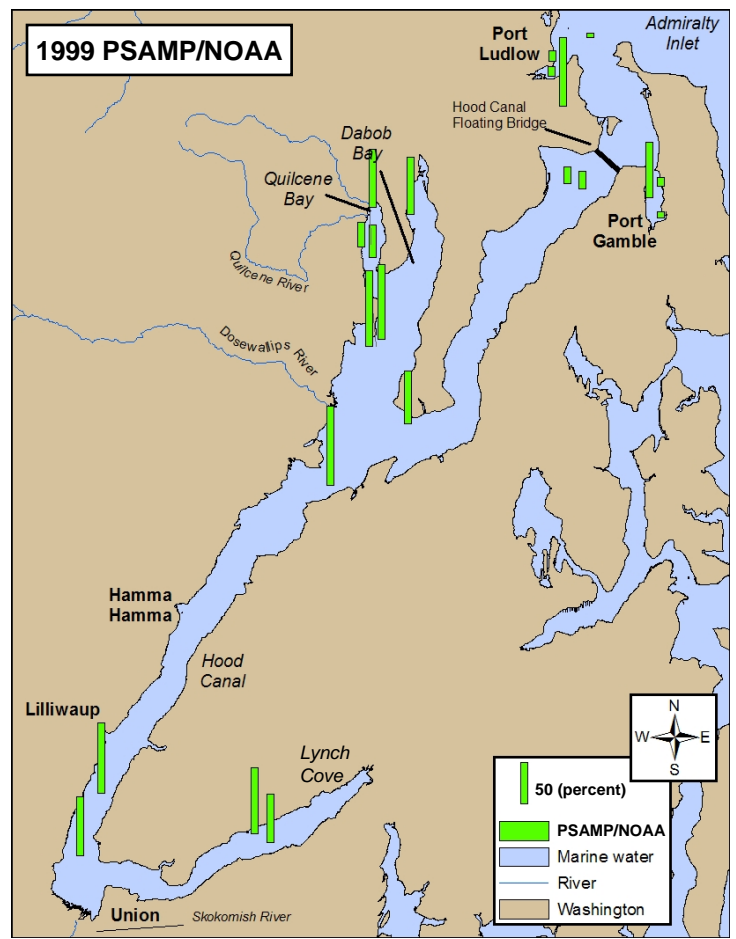 1999 PSAMP/NOAA
Port
Ludlow
Admiralty
Inlet
Hood Canal
Floating Bridge
Dabob
Bay
Quilcene
Bay
Port
Gamble
Quilcene River
Dosewallips River
Hamma
Hamma
Hood
Canal
Lilliwaup
Lynch
Cove
N
W E
S
50 (percent)
PSAMP/NOAA
Marine water
River
Washington
Union
Skokomish River